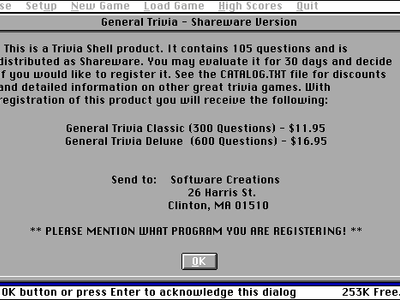 se Setup New Game Load Game High Scores Quit
General Trivia - Shareware Version
This is a Trivia Shell product. It contains 105 questions and is
distributed as Shareware. You may evaluate it for 30 days and decide
if you would like to register it. See the CATALOG.TXT file for discounts
and detailed information on other great trivia games. With
registration of this product you will receive the following:
General Trivia Classic (300 Questions) - $11.95
General Trivia Deluxe (600 Questions) - $16.95
Send to: Software Creations
26 Harris St.
Clinton, MA 01510
** PLEASE MENTION WHAT PROGRAM YOU ARE REGISTERING! **
OK
OK button or press Enter to acknowledge this dialog 253K Free.